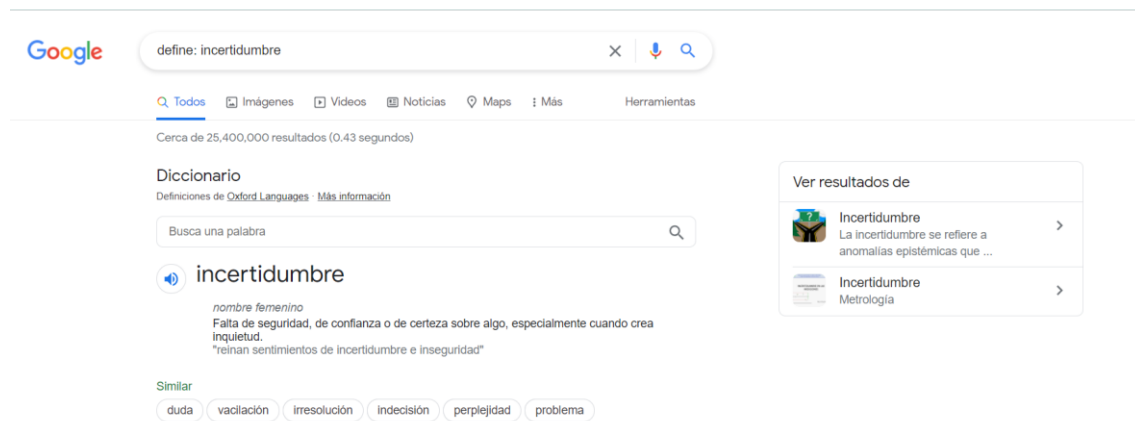 Google
define: incertidumbre
Todos Imágenes Videos Noticias Maps Más Herramientas
Cerca de 25,400,000 resultados (0.43 segundos)
Diccionario
Definiciones de Oxford Languages · Más información
Busca una palabra
incertidumbre
nombre femenino
Falta de seguridad, de confianza o de certeza sobre algo, especialmente cuando crea
inquietud.
"reinan sentimientos de incertidumbre e inseguridad"
Similar
duda vacilación irresolución indecisión perplejidad problema
Ver resultados de
Incertidumbre
La incertidumbre se refiere a
anomalías epistémicas que ...
Incertidumbre
Metrología